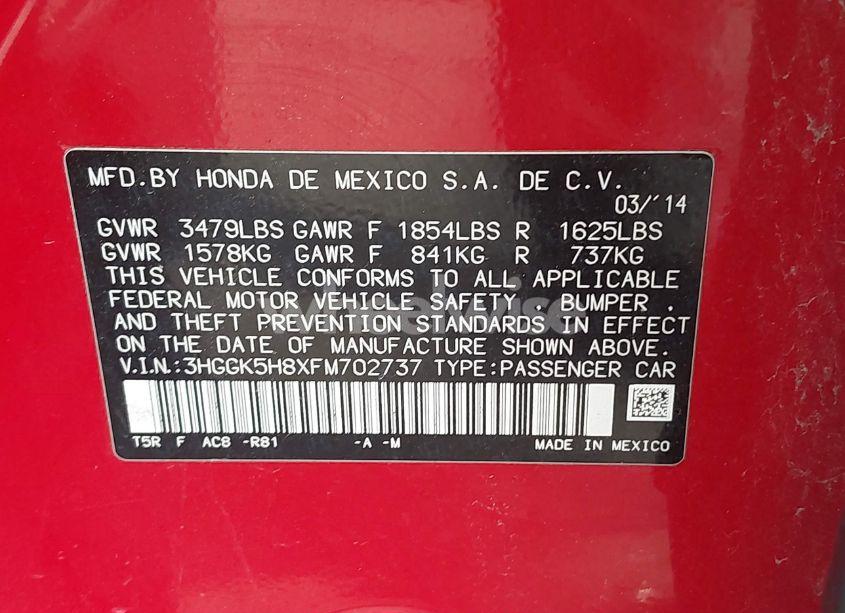 MFD.BY HONDA DE MEXICO S.A. DE C.V.
03/´14
GVWR 3479LBS GAWR F 1854LBS R 1625LBS
GVWR 1578KG GAWR F 841KG R 737KG
THIS VEHICLE CONFORMS TO ALL APPLICABLE
FEDERAL MOTOR VEHICLE SAFETY . BUMPER .
AND THEFT PREVENTION STANDARDS IN EFFECT
ON THE DATE OF MANUFACTURE SHOWN ABOVE.
V.I.N.:3HGGK5H8XFM702737 TYPE:PASSENGER CAR
T5R F AC8 -R81 -A -M MADE IN MEXICO